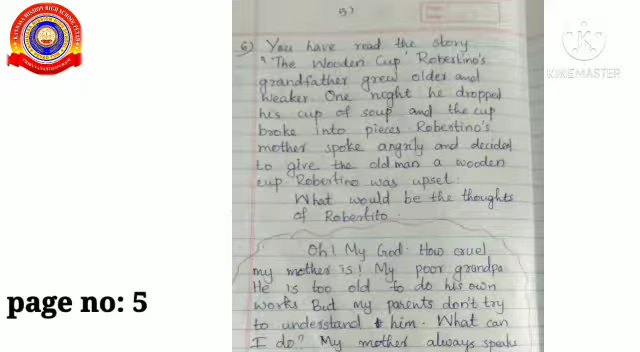 5)
6) You have read the story
"The Wooden Cup' Robertino's
grandfather grew older and
weaker. One night he dropped
his cup of soup and the cup
broke into pieces. Robertino's
mother spoke angrily and decided
to give the old man a wooden
cup. Robertino was upset.
What would be the thoughts
of Robertito.
Oh! My God. How cruel
my mother is! My poor grandpa
He is too old to do his own
works. But my parents don't try
to understand him. What can
I do? My mother always speaks
page no: 5
KINEMASTER